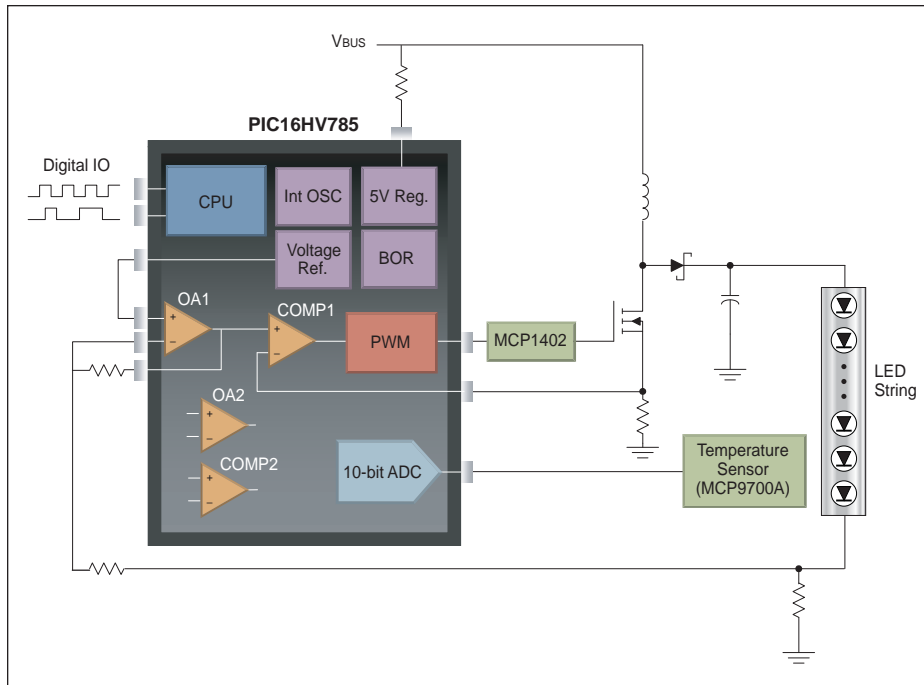 VBUS
PIC16HV785
Digital IO
CPU
Int OSC
5V Reg.
Voltage
Ref.
BOR
OA1
COMP1
+
−
+
−
PWM
MCP1402
OA2
+
−
COMP2
+
−
10-bit ADC
Temperature
Sensor
(MCP9700A)
LED
String